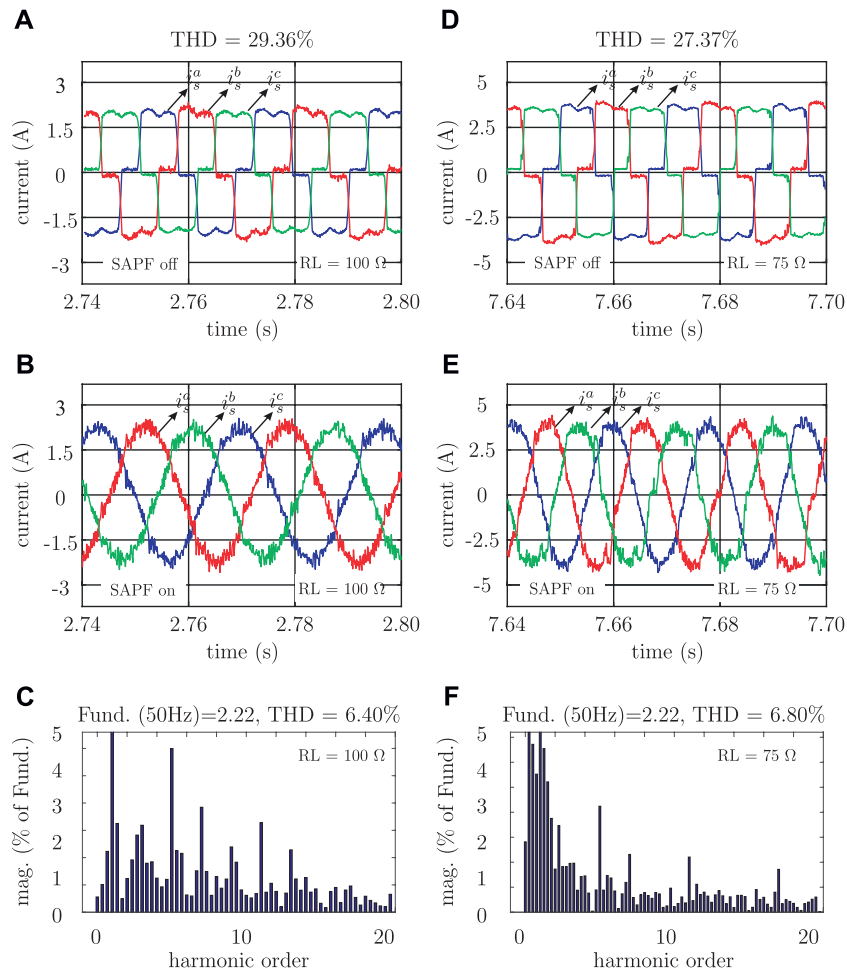 A
THD = 29.36%
current (A)
3
1.5
0
-1.5
-3
i_s^a
i_s^b
i_s^c
SAPF off
RL = 100 Ω
2.74
2.76
2.78
2.80
time (s)
D
THD = 27.37%
current (A)
5
2.5
0
-2.5
-5
i_s^a
i_s^b
i_s^c
SAPF off
RL = 75 Ω
7.64
7.66
7.68
7.70
time (s)
B
current (A)
3
1.5
0
-1.5
-3
i_s^a
i_s^b
i_s^c
SAPF on
RL = 100 Ω
2.74
2.76
2.78
2.80
time (s)
E
current (A)
5
2.5
0
-2.5
-5
i_s^a
i_s^b
i_s^c
SAPF on
RL = 75 Ω
7.64
7.66
7.68
7.70
time (s)
C
Fund. (50Hz)=2.22, THD = 6.40%
mag. (% of Fund.)
5
4
3
2
1
0
RL = 100 Ω
0
10
20
harmonic order
F
Fund. (50Hz)=2.22, THD = 6.80%
mag. (% of Fund.)
5
4
3
2
1
0
RL = 75 Ω
0
10
20
harmonic order